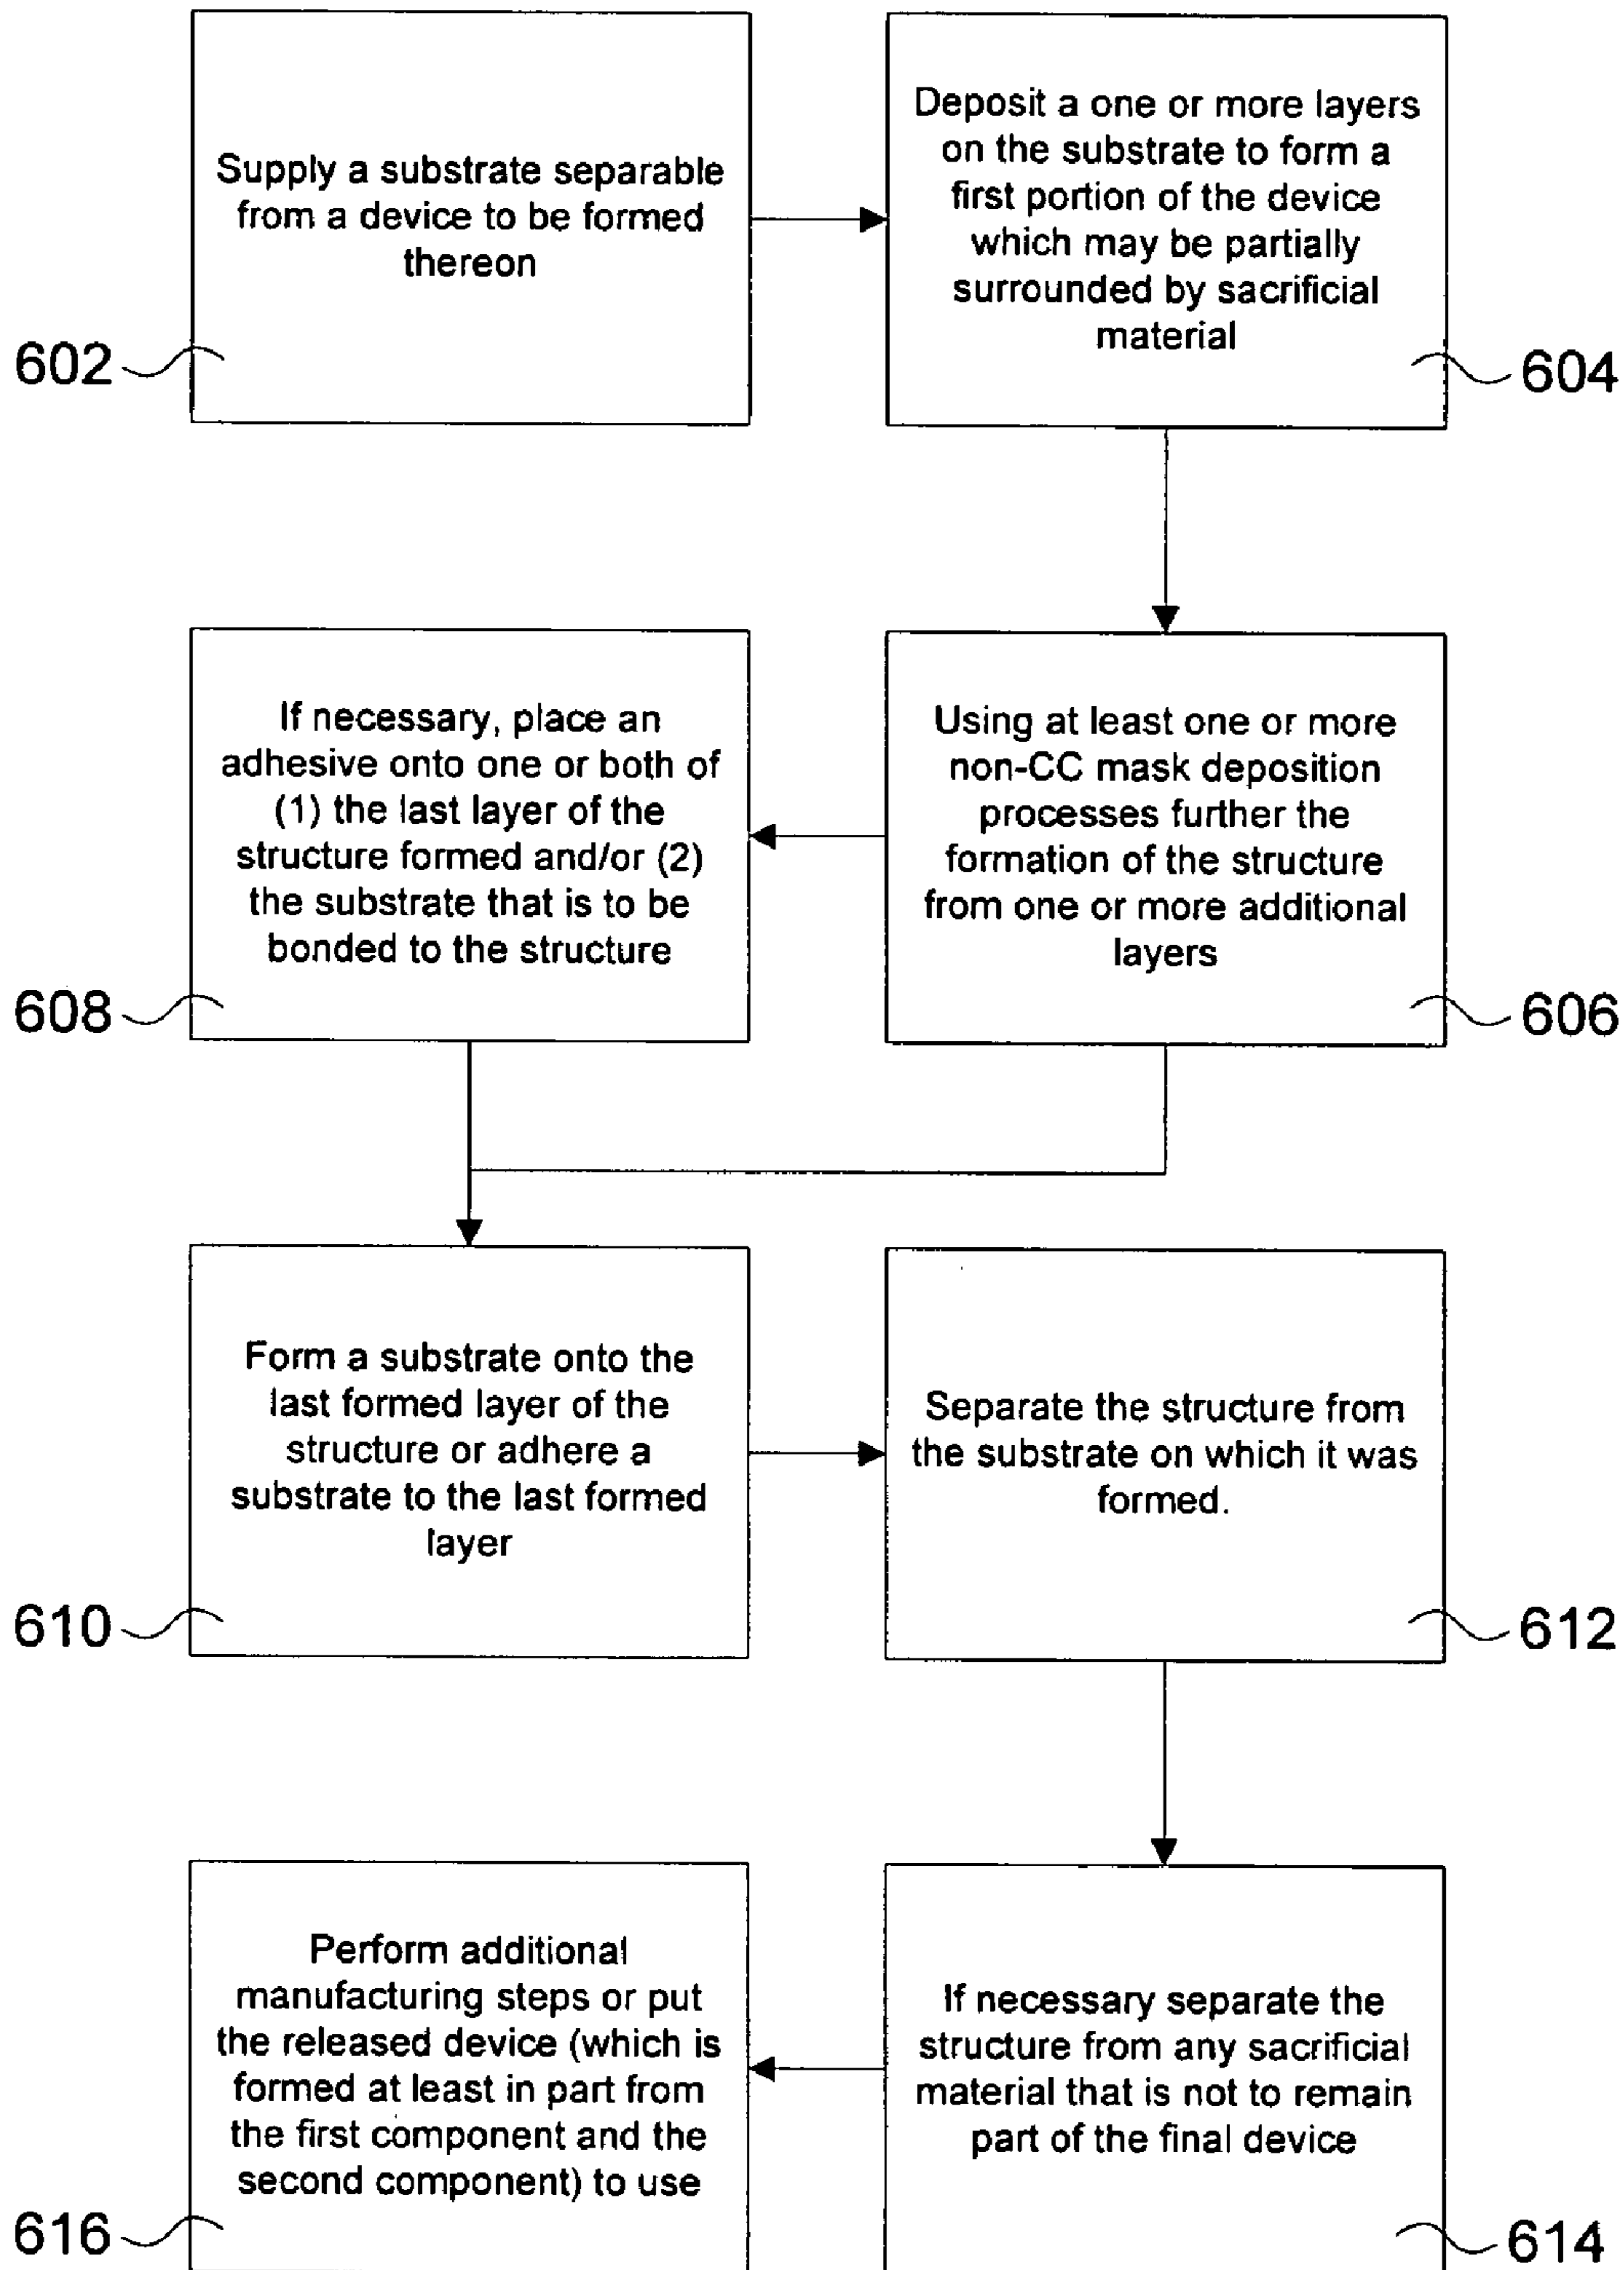 Supply a substrate separable
from a device to be formed
thereon
602
Deposit a one or more layers
on the substrate to form a
first portion of the device
which may be partially
surrounded by sacrificial
material
604
Using at least one or more
non-CC mask deposition
processes further the
formation of the structure
from one or more additional
layers
606
If necessary, place an
adhesive onto one or both of
(1) the last layer of the
structure formed and/or (2)
the substrate that is to be
bonded to the structure
608
Form a substrate onto the
last formed layer of the
structure or adhere a
substrate to the last formed
layer
610
Separate the structure from
the substrate on which it was
formed.
612
If necessary separate the
structure from any sacrificial
material that is not to remain
part of the final device
614
Perform additional
manufacturing steps or put
the released device (which is
formed at least in part from
the first component and the
second component) to use
616